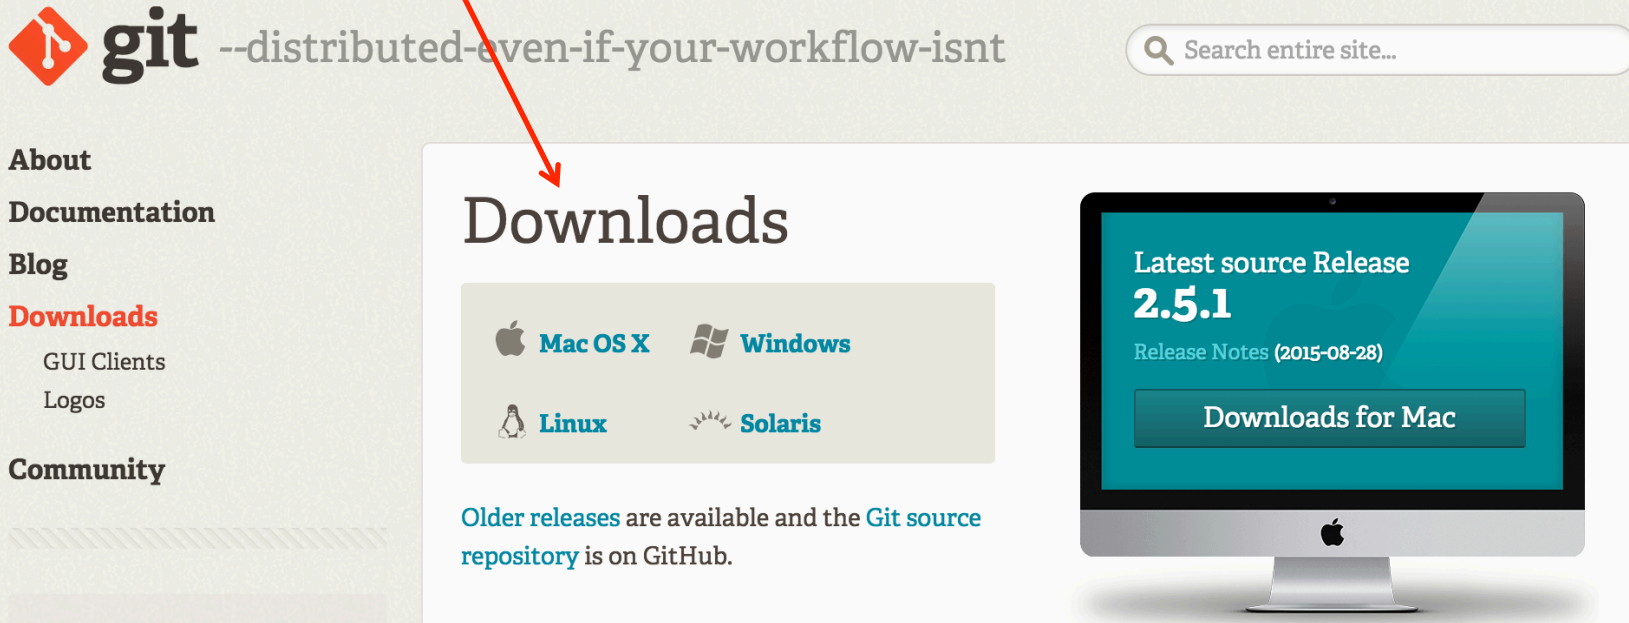 git --distributed-even-if-your-workflow-isnt
Search entire site...
About
Documentation
Blog
Downloads
GUI Clients
Logos
Community
Downloads
Mac OS X
Windows
Linux
Solaris
Older releases are available and the Git source
repository is on GitHub.
Latest source Release
2.5.1
Release Notes (2015-08-28)
Downloads for Mac